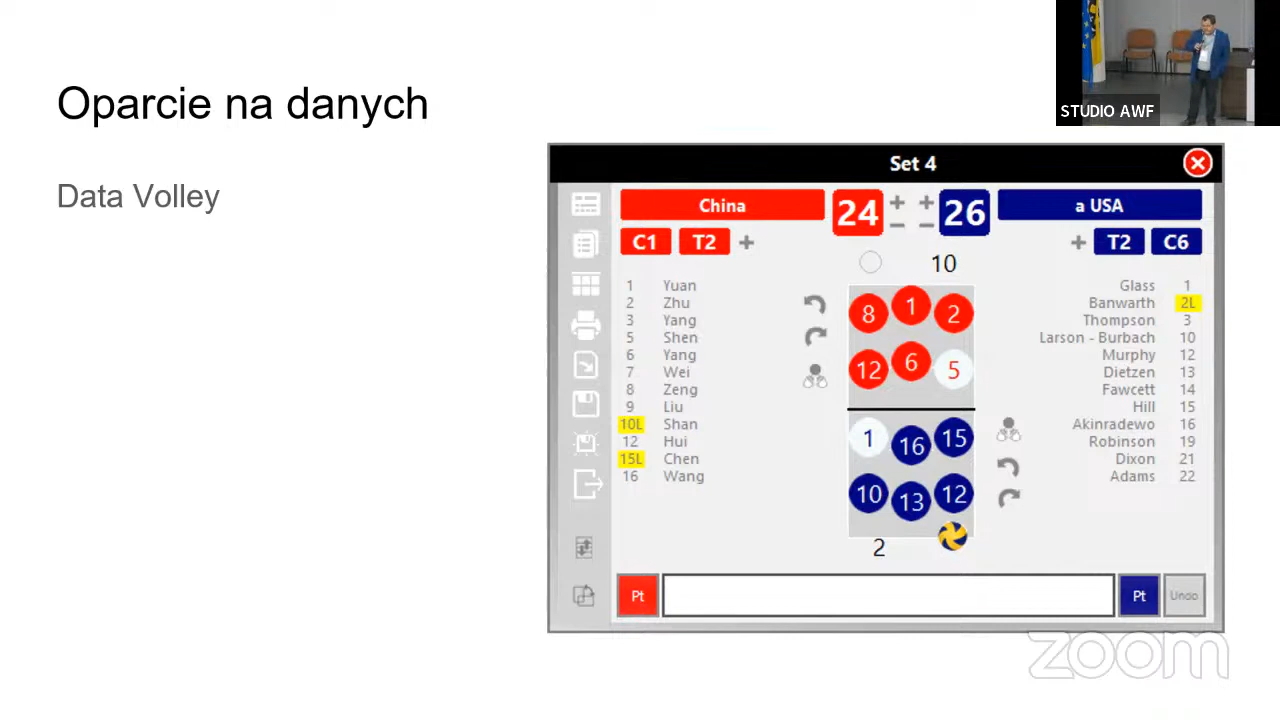 STUDIO AWF
Oparcie na danych
Data Volley
Set 4
China
24
26
a USA
C1
T2
T2
C6
10
1 Yuan
2 Zhu
3 Yang
5 Shen
6 Yang
7 Wei
8 Zeng
9 Liu
10L Shan
12 Hui
15L Chen
16 Wang
8 1 2
12 6 5
1 16 15
10 13 12
2
Glass 1
Banwarth 2L
Thompson 3
Larson - Burbach 10
Murphy 12
Dietzen 13
Fawcett 14
Hill 15
Akinradewo 16
Robinson 19
Dixon 21
Adams 22
Pt
Pt
Undo
zoom